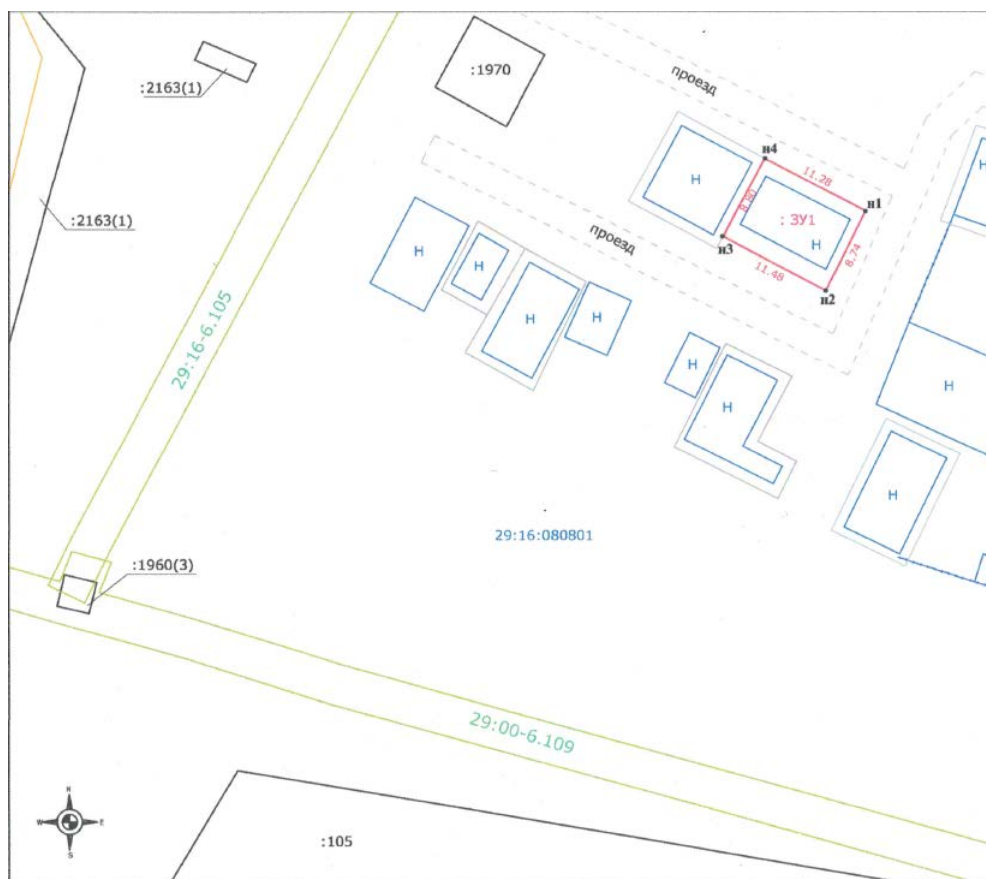 :1970
проезд
:2163(1)
н4
11.28
Н
н1
Н
: ЗУ1
8.80
Н
:2163(1)
н3
8.74
проезд
11.48
н2
Н
Н
Н
Н
29:16-6.105
Н
Н
Н
Н
29:16:080801
:1960(3)
29:00-6.109
N
W
E
S
:105